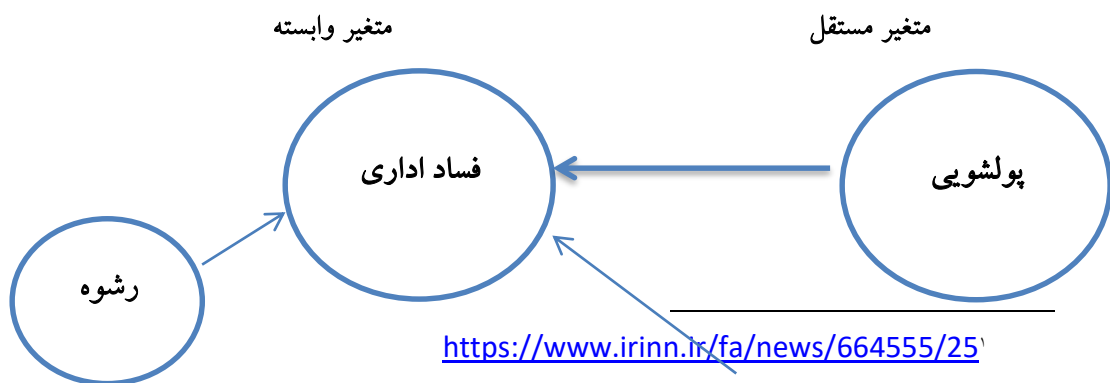 متغیر مستقل
متغیر وابسته
پولشویی
فساد اداری
رشوه
https://www.irinn.ir/fa/news/664555/25